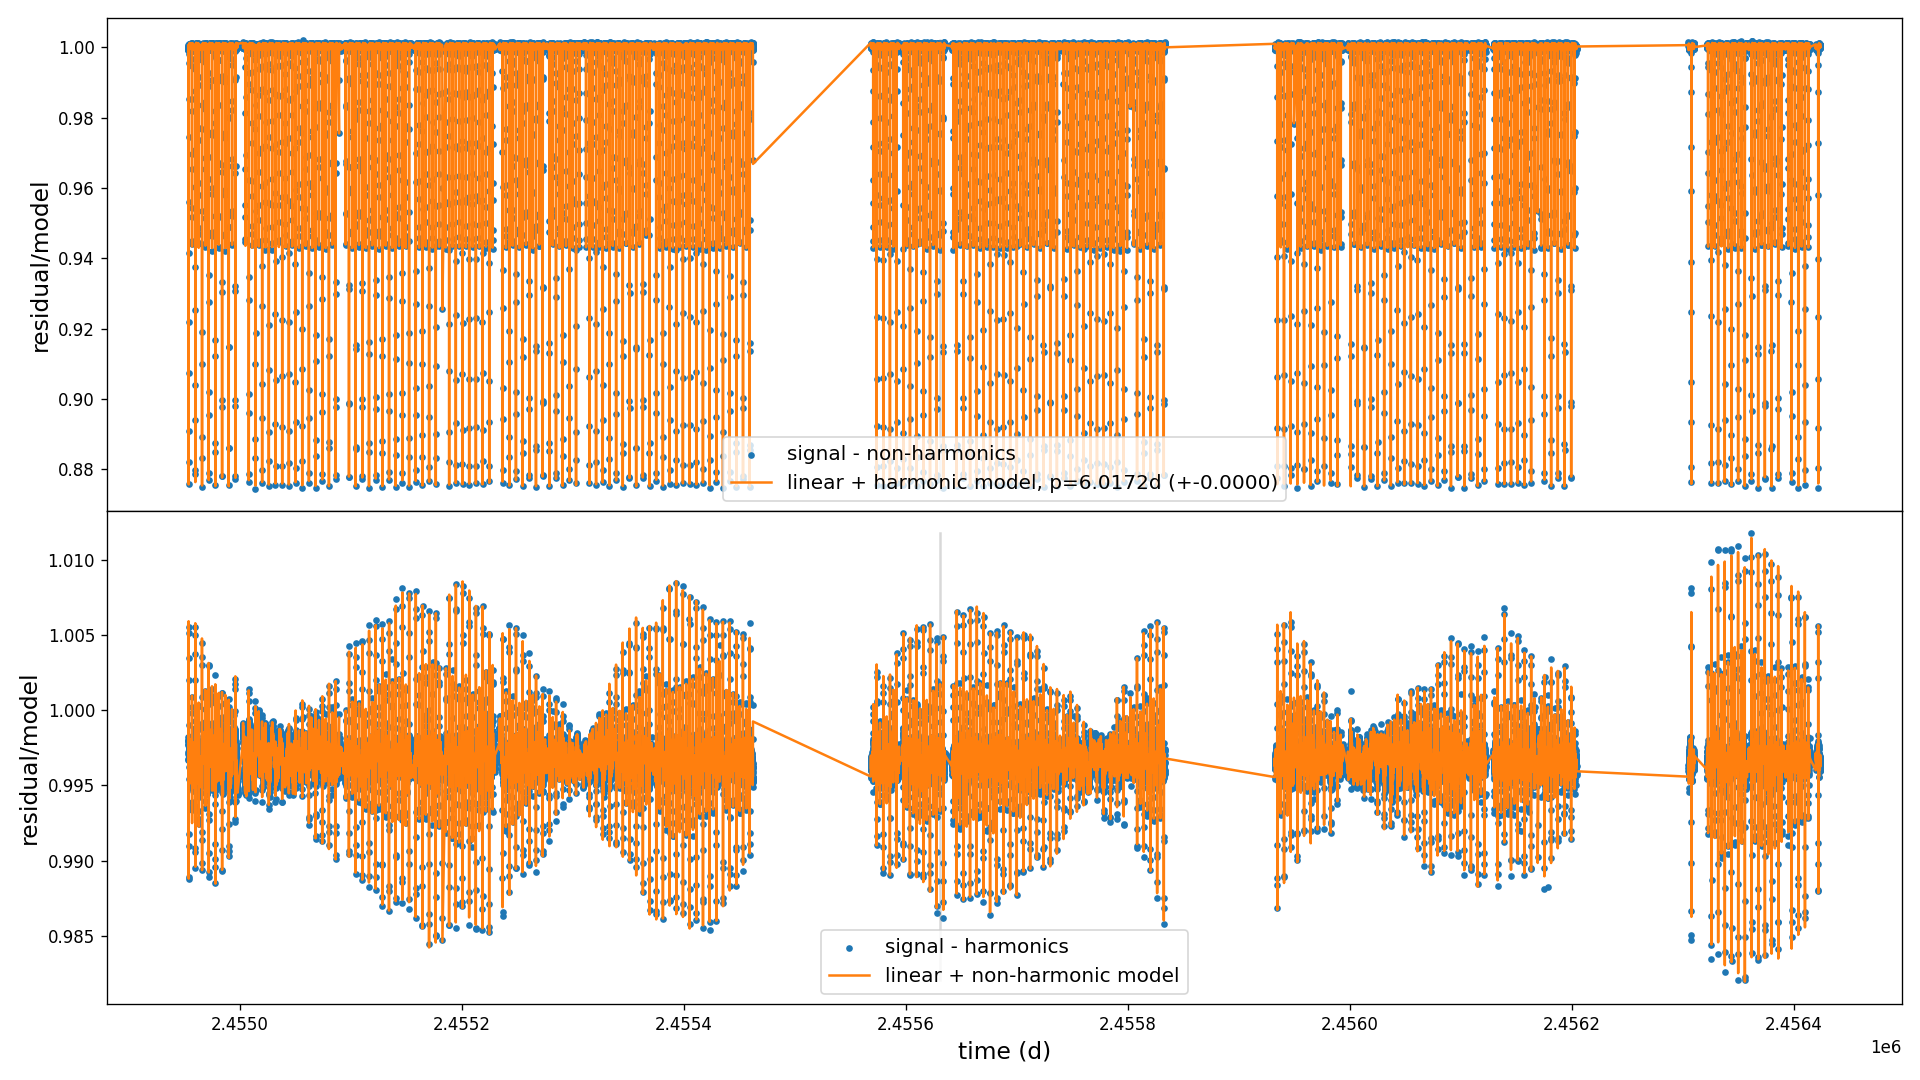 1.00
0.98
0.96
0.94
0.92
0.90
0.88
residual/model
signal - non-harmonics
linear + harmonic model, p=6.0172d (+-0.0000)
1.010
1.005
1.000
0.995
0.990
0.985
residual/model
signal - harmonics
linear + non-harmonic model
2.4550 2.4552 2.4554 2.4556 2.4558 2.4560 2.4562 2.4564
time (d)
1e6